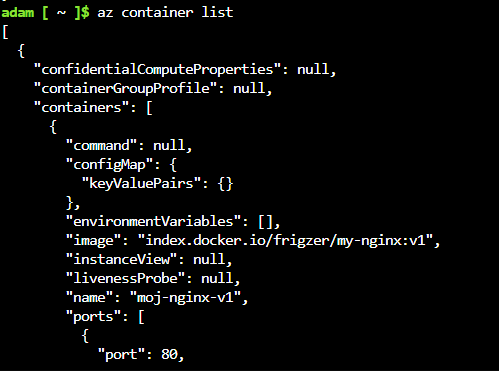 adam [ ~ ]$ az container list
[
  {
    "confidentialComputeProperties": null,
    "containerGroupProfile": null,
    "containers": [
      {
        "command": null,
        "configMap": {
          "keyValuePairs": {}
        },
        "environmentVariables": [],
        "image": "index.docker.io/frigzer/my-nginx:v1",
        "instanceView": null,
        "livenessProbe": null,
        "name": "moj-nginx-v1",
        "ports": [
          {
            "port": 80,